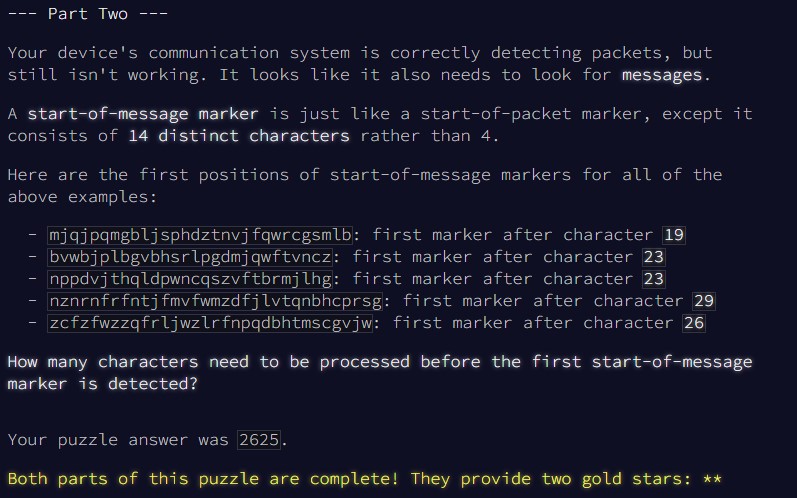 --- Part Two ---
Your device's communication system is correctly detecting packets, but
still isn't working. It looks like it also needs to look for messages.
A start-of-message marker is just like a start-of-packet marker, except it
consists of 14 distinct characters rather than 4.
Here are the first positions of start-of-message markers for all of the
above examples:
- mjqjpqmgbljsphdztnvjfqwrcgsmlb: first marker after character 19
- bvwbjplbgvbhsrlpgdmjqwftvncz: first marker after character 23
- nppdvjthqldpwncqszvftbrmjlhg: first marker after character 23
- nznrnfrfntjfmvfwmzdfjlvtqnbhcprsg: first marker after character 29
- zcfzfwzzqfrljwzlrfnpqdbhtmscgvjw: first marker after character 26
How many characters need to be processed before the first start-of-message
marker is detected?
Your puzzle answer was 2625.
Both parts of this puzzle are complete! They provide two gold stars: **